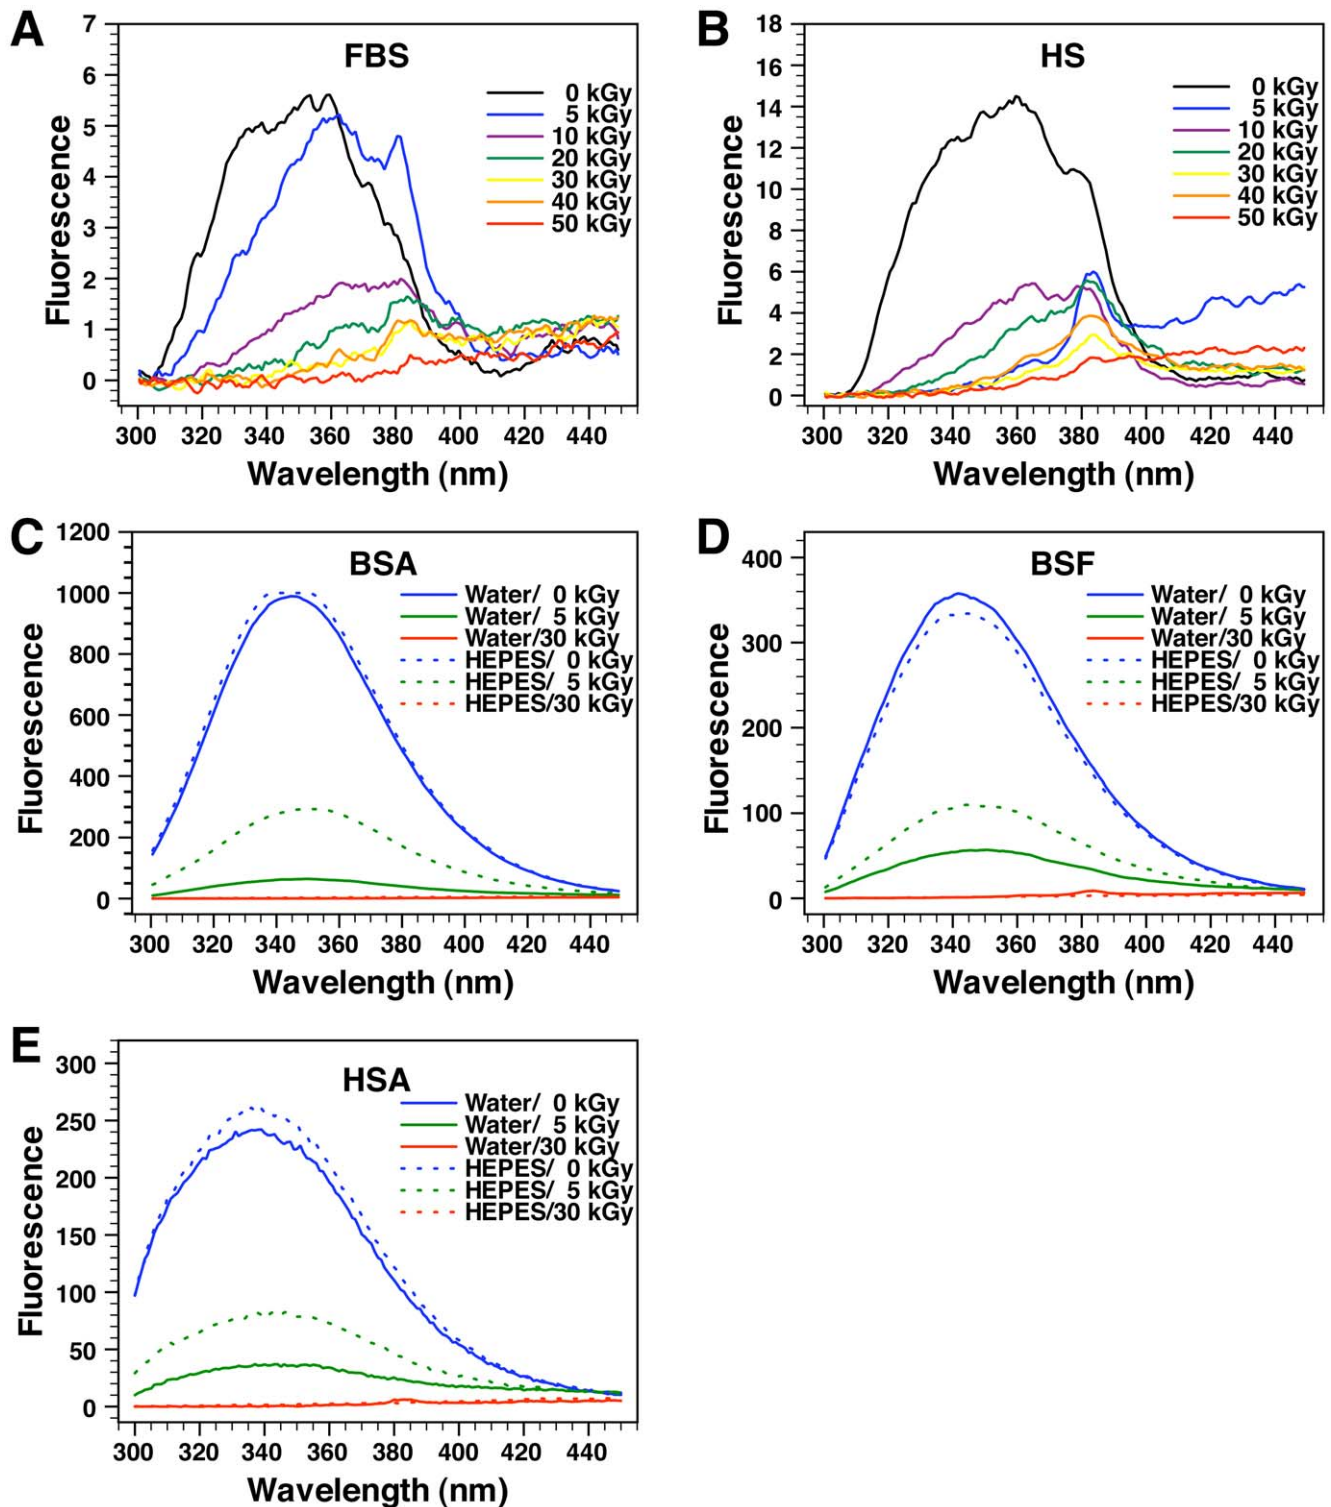 A
FBS
7
6
5
4
3
2
1
0
Fluorescence
0 kGy
5 kGy
10 kGy
20 kGy
30 kGy
40 kGy
50 kGy
300 320 340 360 380 400 420 440
Wavelength (nm)
B
HS
18
16
14
12
10
8
6
4
2
0
Fluorescence
0 kGy
5 kGy
10 kGy
20 kGy
30 kGy
40 kGy
50 kGy
300 320 340 360 380 400 420 440
Wavelength (nm)
C
BSA
1200
1000
800
600
400
200
0
Fluorescence
Water/ 0 kGy
Water/ 5 kGy
Water/30 kGy
HEPES/ 0 kGy
HEPES/ 5 kGy
HEPES/30 kGy
300 320 340 360 380 400 420 440
Wavelength (nm)
D
BSF
400
300
200
100
0
Fluorescence
Water/ 0 kGy
Water/ 5 kGy
Water/30 kGy
HEPES/ 0 kGy
HEPES/ 5 kGy
HEPES/30 kGy
300 320 340 360 380 400 420 440
Wavelength (nm)
E
HSA
300
250
200
150
100
50
0
Fluorescence
Water/ 0 kGy
Water/ 5 kGy
Water/30 kGy
HEPES/ 0 kGy
HEPES/ 5 kGy
HEPES/30 kGy
300 320 340 360 380 400 420 440
Wavelength (nm)